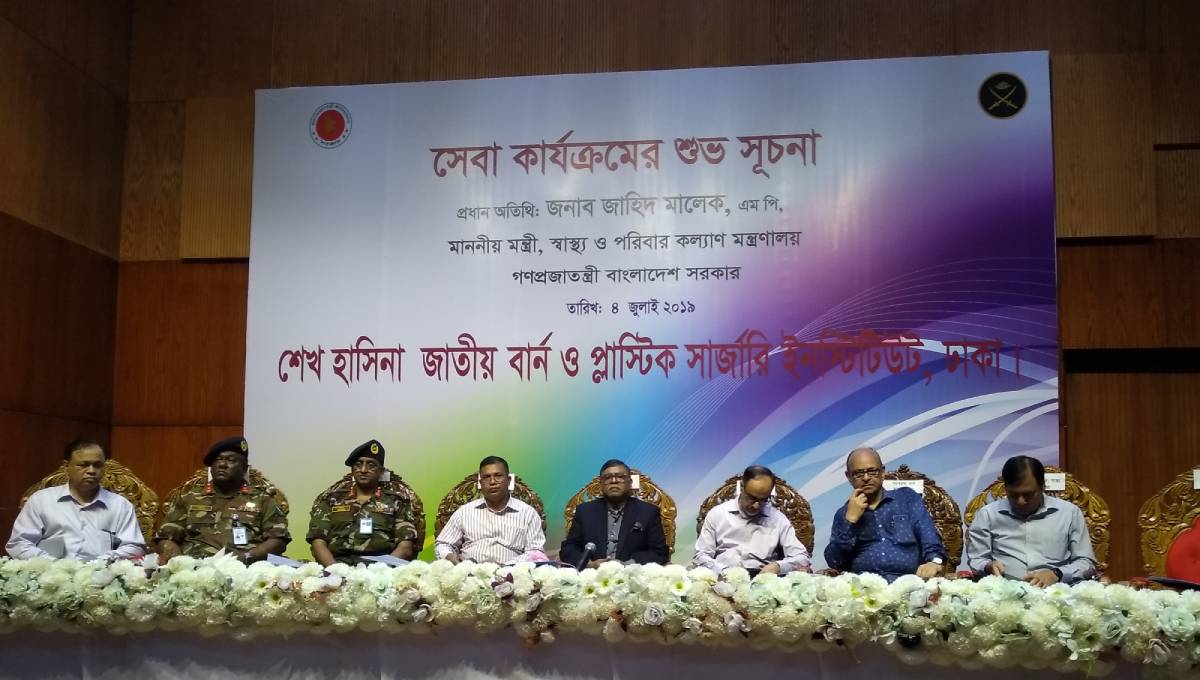 সেবা কার্যক্রমের শুভ সূচনা
প্রধান অতিথি: জনাব জাহিদ মালেক, এম পি,
মাননীয় মন্ত্রী, স্বাস্থ্য ও পরিবার কল্যাণ মন্ত্রণালয়
গণপ্রজাতন্ত্রী বাংলাদেশ সরকার
তারিখ: ৪ জুলাই ২০১৯
শেখ হাসিনা জাতীয় বার্ন ও প্লাস্টিক সার্জারি ইনস্টিটিউট, ঢাকা।